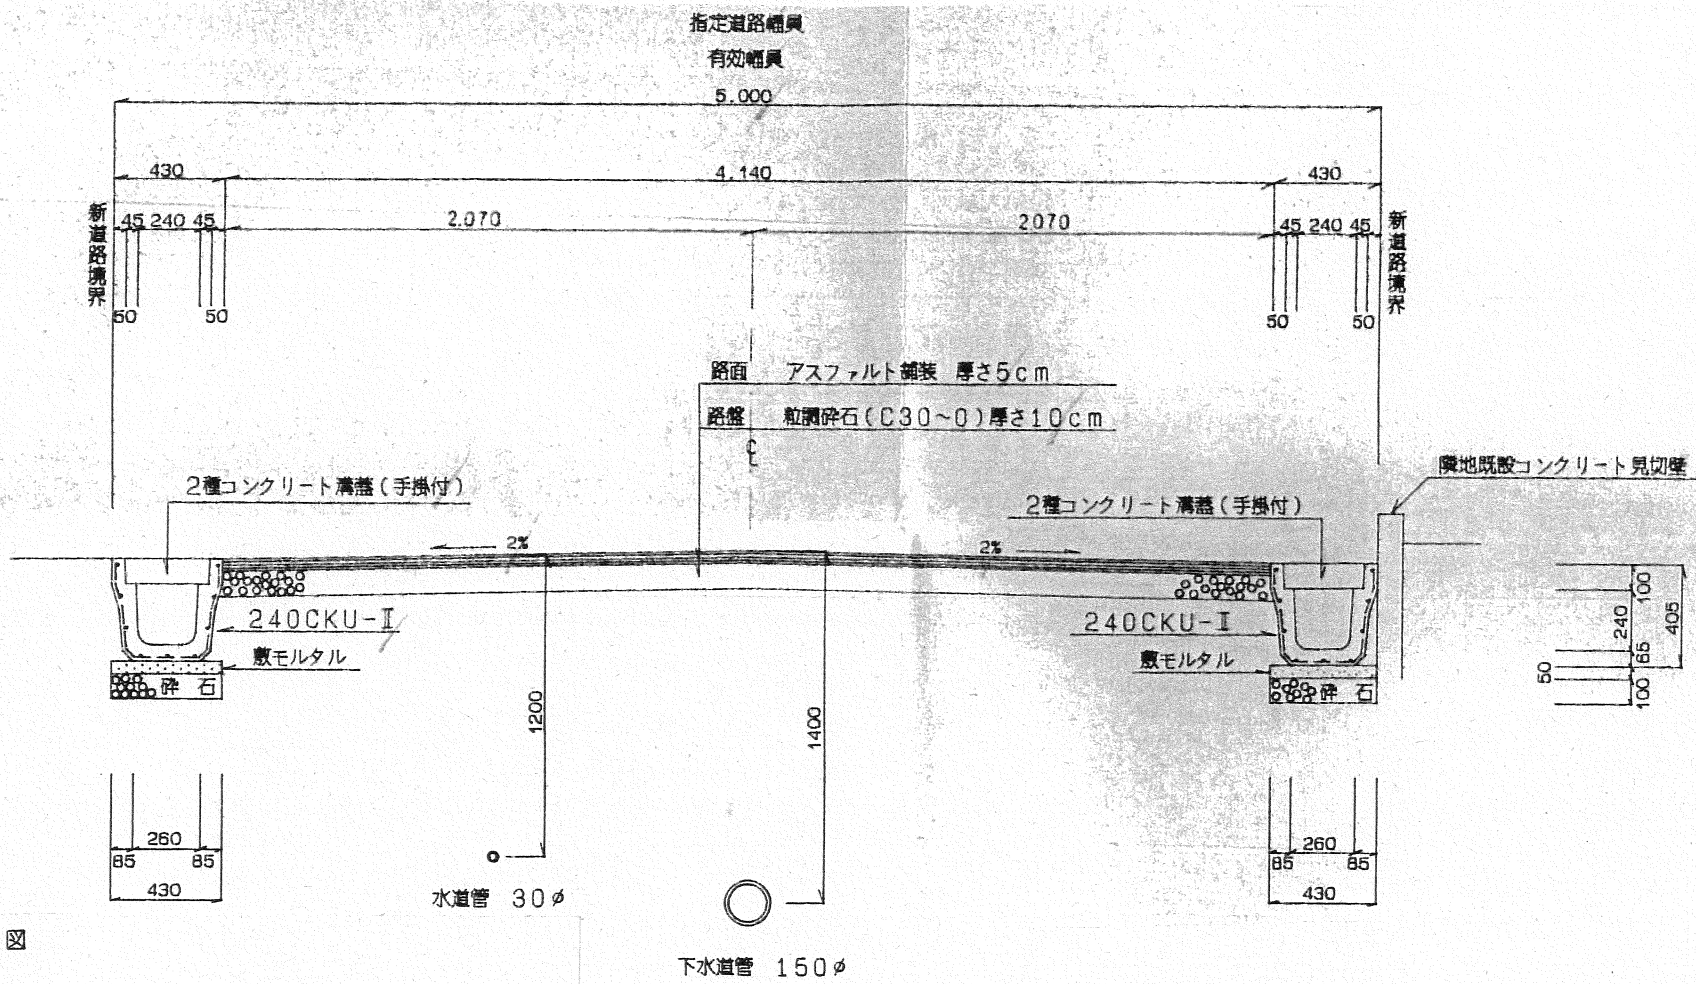 指定道路幅員
有効幅員
5.000
430
4.140
430
45 240 45
2.070
2070
45 240 45
新道路境界
新道路境界
50
50
50
50
路面 アスファルト舗装 厚さ5cm
路盤 粒調砕石(C30~0)厚さ10cm
℄
隣地既設コンクリート見切壁
2種コンクリート溝蓋(手掛付)
2種コンクリート溝蓋(手掛付)
2%
2%
240CKU-Ⅱ
240CKU-Ⅱ
敷モルタル
敷モルタル
砕 石
砕 石
100
240
405
65
50
100
1200
1400
260
85
85
430
260
85
85
430
水道管 30φ
下水道管 150φ
図